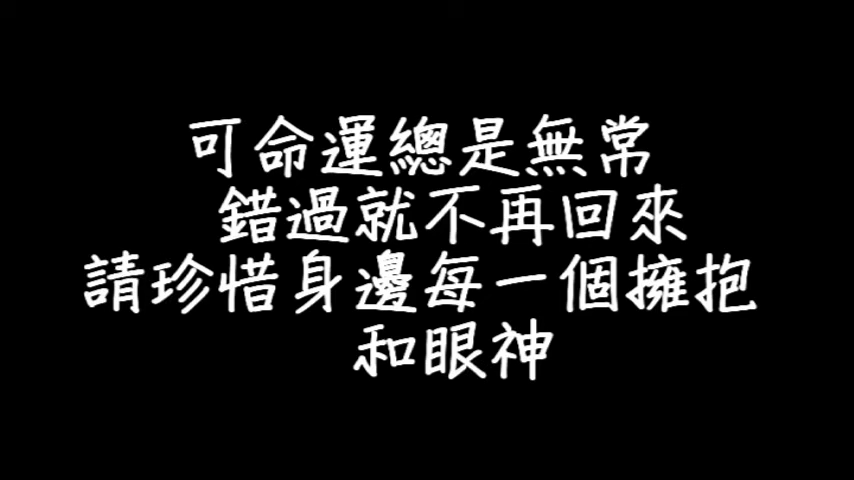 可命運總是無常
錯過就不再回來
請珍惜身邊每一個擁抱
和眼神